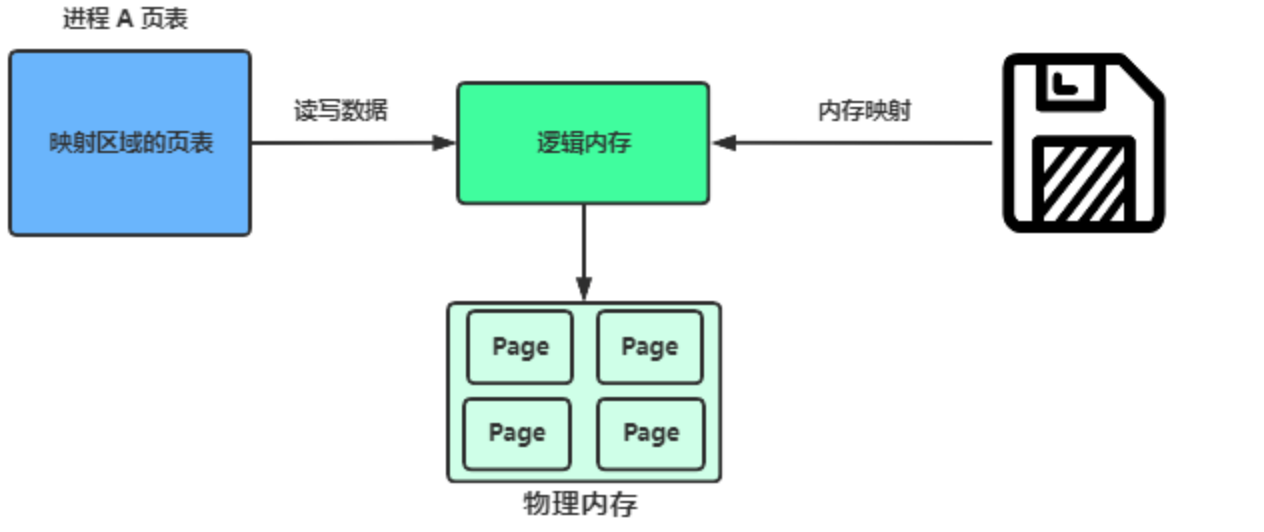 进程 A 页表
映射区域的页表
读写数据
逻辑内存
内存映射
Page
Page
Page
Page
物理内存